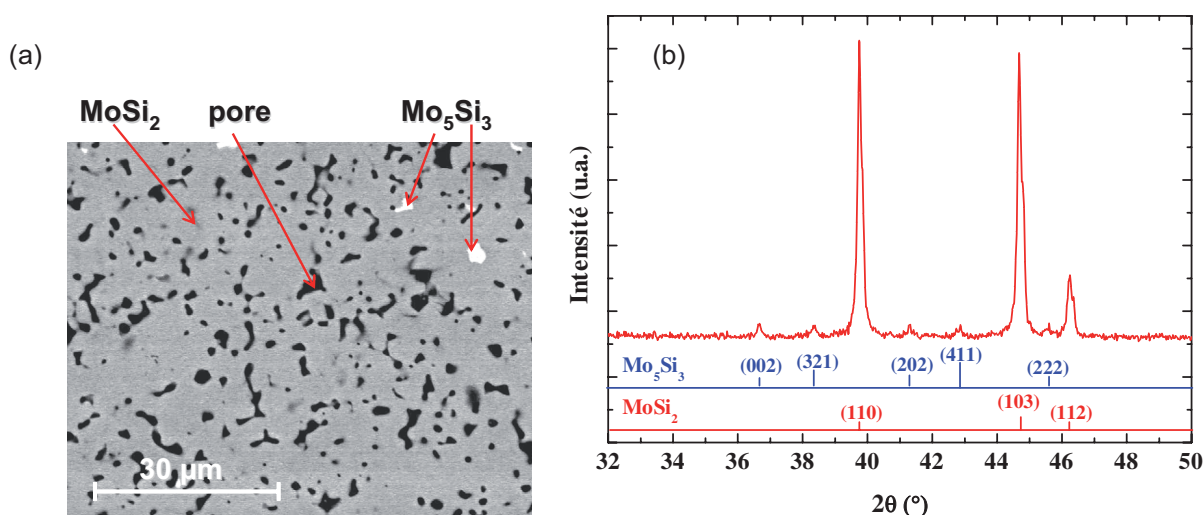 (a)
MoSi₂ pore Mo₅Si₃
30 µm
(b)
Intensité (u.a.)
Mo₅Si₃ (002) (321) (202) (411) (222)
MoSi₂ (110) (103) (112)
32 34 36 38 40 42 44 46 48 50
2θ (°)